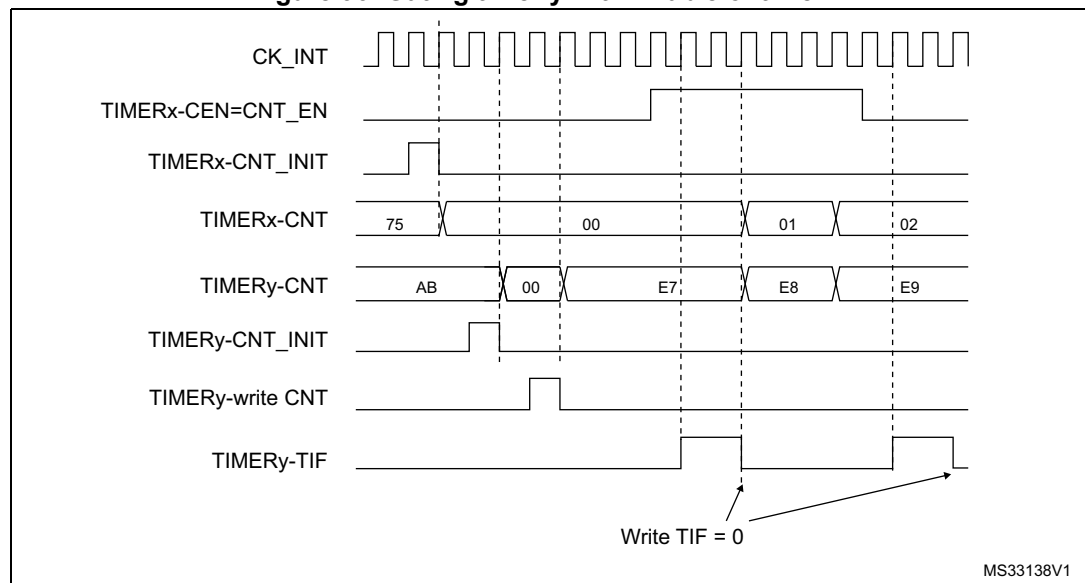 CK_INT
TIMERx-CEN=CNT_EN
TIMERx-CNT_INIT
TIMERx-CNT 75 00 01 02
TIMERy-CNT AB 00 E7 E8 E9
TIMERy-CNT_INIT
TIMERy-write CNT
TIMERy-TIF
Write TIF = 0
MS33138V1